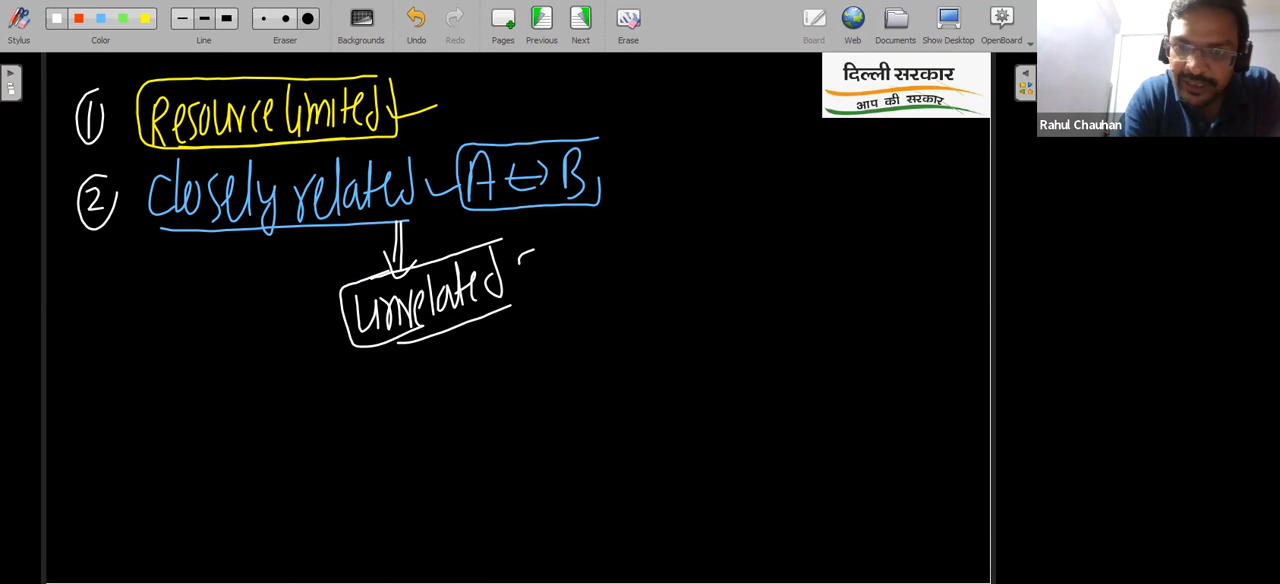 Stylus
Color
Line
Eraser
Backgrounds
Undo
Redo
Pages
Previous
Next
Erase
Board
Web
Documents
Show Desktop
OpenBoard
दिल्ली सरकार
आप की सरकार
Rahul Chauhan
① Resource limited
② Closely related A ↔ B
Unrelated